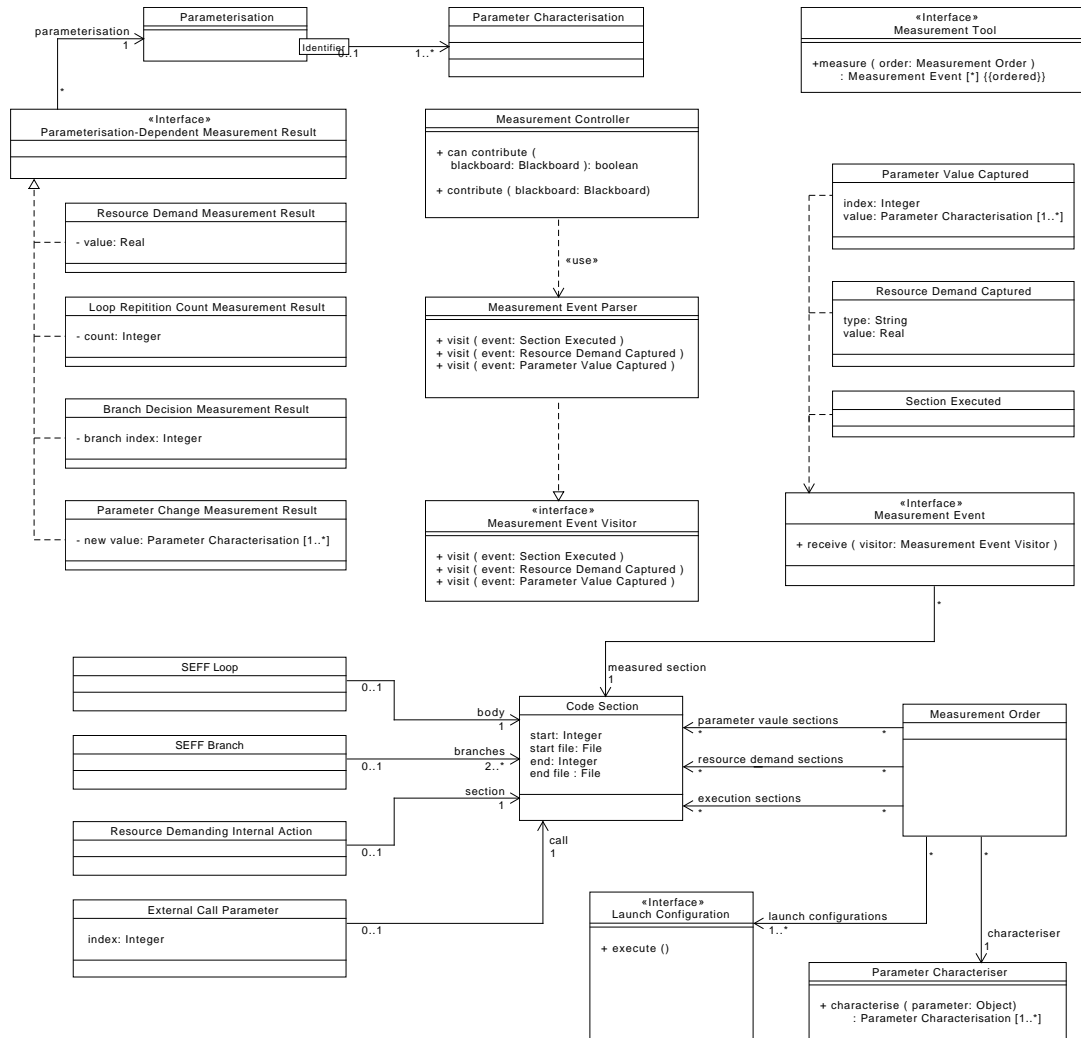 Parameterisation
Parameter Characterisation
«Interface»
Measurement Tool
+measure ( order: Measurement Order )
: Measurement Event [*] {{ordered}}
parameterisation
1
Identifier
0..1
1..*
*
«Interface»
Parameterisation-Dependent Measurement Result
Measurement Controller
+ can contribute (
blackboard: Blackboard ): boolean
+ contribute ( blackboard: Blackboard)
Parameter Value Captured
index: Integer
value: Parameter Characterisation [1..*]
Resource Demand Measurement Result
- value: Real
«use»
Resource Demand Captured
type: String
value: Real
Loop Repitition Count Measurement Result
- count: Integer
Measurement Event Parser
+ visit ( event: Section Executed )
+ visit ( event: Resource Demand Captured )
+ visit ( event: Parameter Value Captured )
Section Executed
Branch Decision Measurement Result
- branch index: Integer
Parameter Change Measurement Result
- new value: Parameter Characterisation [1..*]
«interface»
Measurement Event Visitor
+ visit ( event: Section Executed )
+ visit ( event: Resource Demand Captured )
+ visit ( event: Parameter Value Captured )
«Interface»
Measurement Event
+ receive ( visitor: Measurement Event Visitor )
*
measured section
1
SEFF Loop
0..1
body
1
SEFF Branch
0..1
branches
2..*
Resource Demanding Internal Action
0..1
section
1
External Call Parameter
index: Integer
0..1
call
1
Code Section
start: Integer
start file: File
end: Integer
end file : File
parameter vaule sections
*
*
resource demand sections
*
*
execution sections
*
*
Measurement Order
*
*
«Interface»
Launch Configuration
+ execute ()
launch configurations
1..*
characteriser
1
Parameter Characteriser
+ characterise ( parameter: Object)
: Parameter Characterisation [1..*]